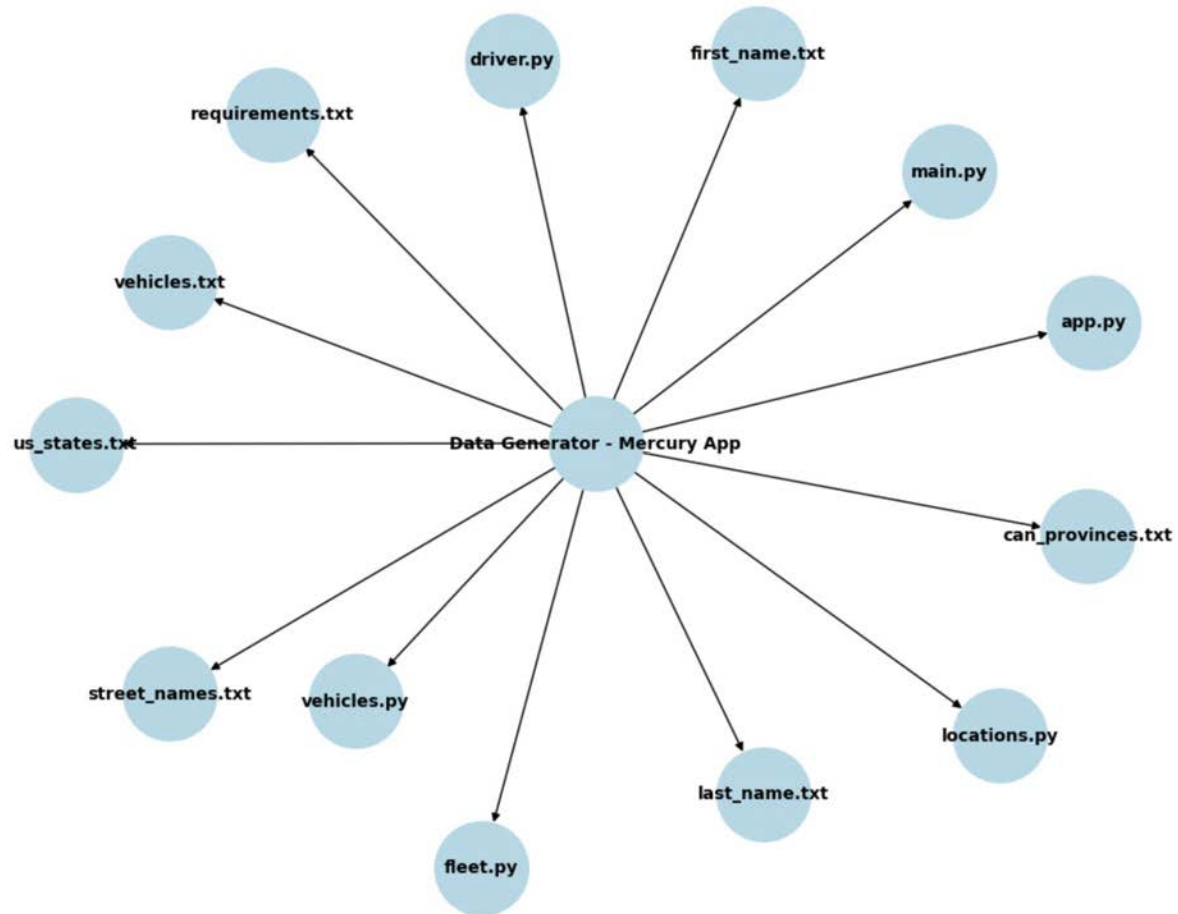 first_name.txt
driver.py
requirements.txt
main.py
vehicles.txt
app.py
us_states.txt
Data Generator - Mercury App
can_provinces.txt
street_names.txt
vehicles.py
locations.py
last_name.txt
fleet.py